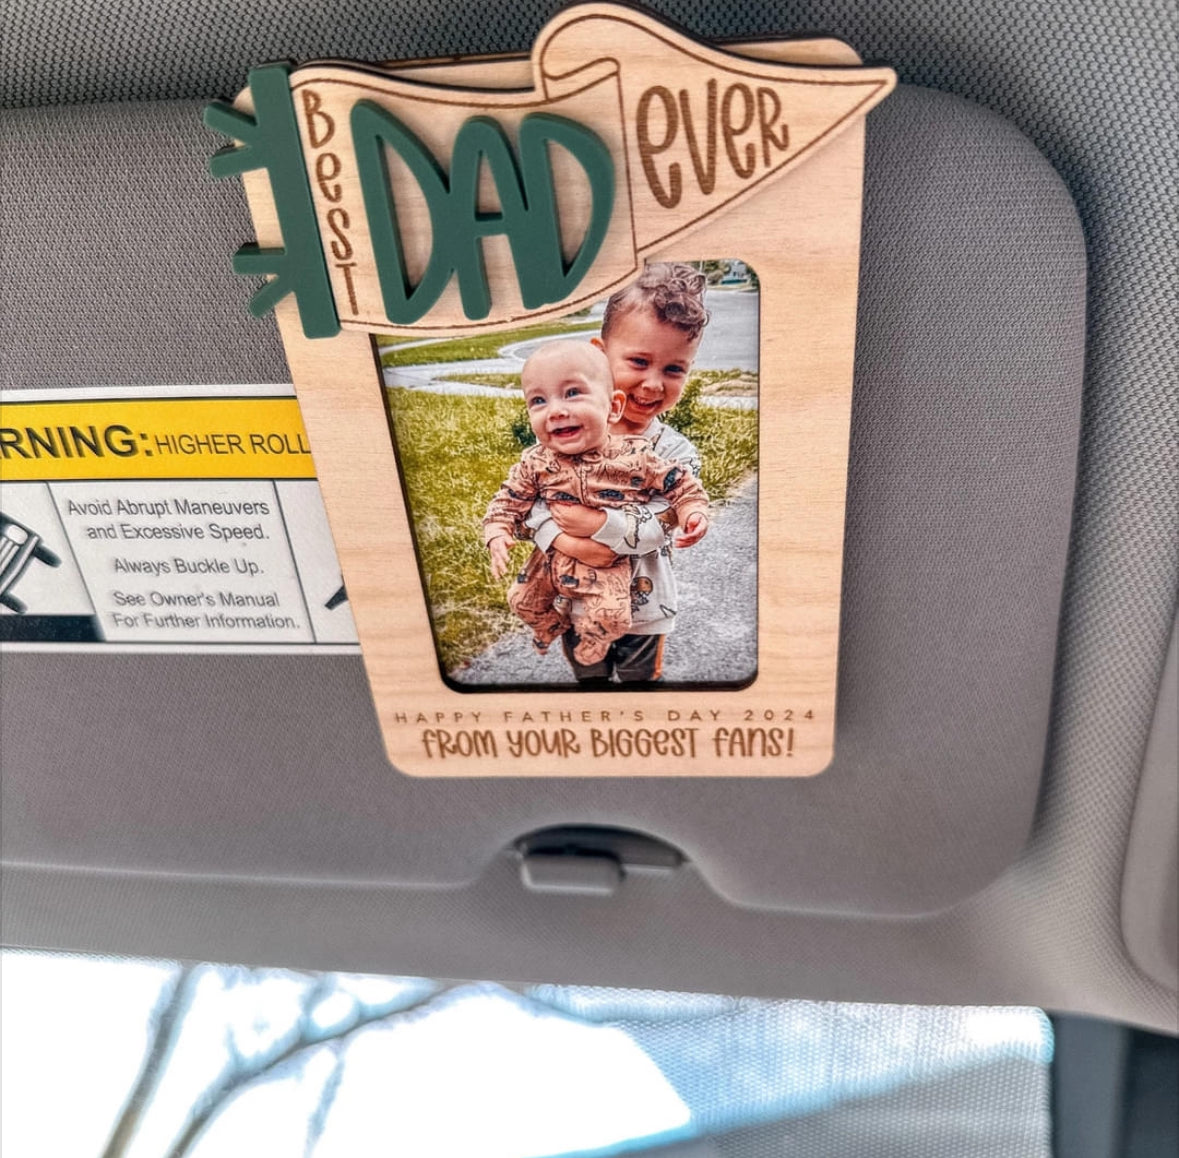 BeST
DAD
eVeR
RNING: HIGHER ROLL
Avoid Abrupt Maneuvers
and Excessive Speed.
Always Buckle Up.
See Owner's Manual
For Further Information.
HAPPY FATHER'S DAY 2024
fROM YOUR BIGGEST fANS!